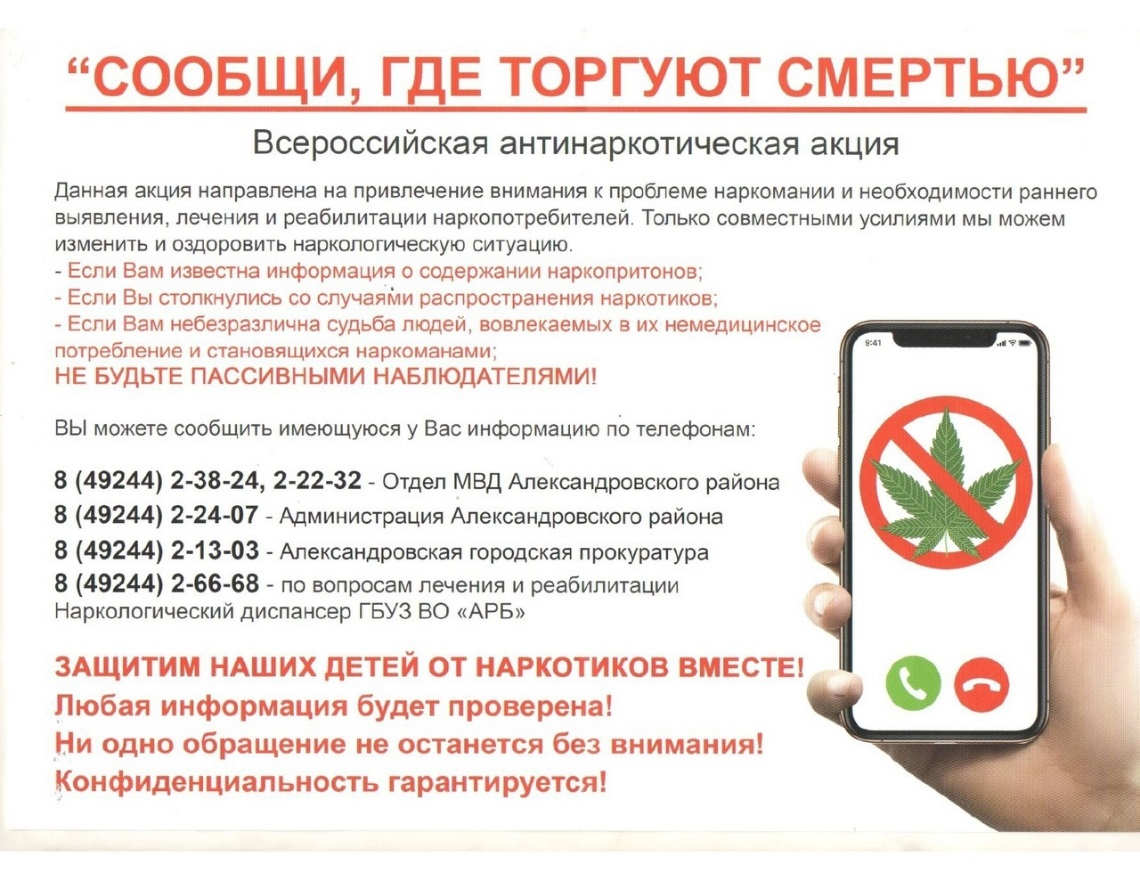 “СООБЩИ, ГДЕ ТОРГУЮТ СМЕРТЬЮ”
Всероссийская антинаркотическая акция
Данная акция направлена на привлечение внимания к проблеме наркомании и необходимости раннего
выявления, лечения и реабилитации наркопотребителей. Только совместными усилиями мы можем
изменить и оздоровить наркологическую ситуацию.
- Если Вам известна информация о содержании наркопритонов;
- Если Вы столкнулись со случаями распространения наркотиков;
- Если Вам небезразлична судьба людей, вовлекаемых в их немедицинское
потребление и становящихся наркоманами;
НЕ БУДЬТЕ ПАССИВНЫМИ НАБЛЮДАТЕЛЯМИ!
ВЫ можете сообщить имеющуюся у Вас информацию по телефонам:
8 (49244) 2-38-24, 2-22-32 - Отдел МВД Александровского района
8 (49244) 2-24-07 - Администрация Александровского района
8 (49244) 2-13-03 - Александровская городская прокуратура
8 (49244) 2-66-68 - по вопросам лечения и реабилитации
Наркологический диспансер ГБУЗ ВО «АРБ»
ЗАЩИТИМ НАШИХ ДЕТЕЙ ОТ НАРКОТИКОВ ВМЕСТЕ!
Любая информация будет проверена!
Ни одно обращение не останется без внимания!
Конфиденциальность гарантируется!
9:41